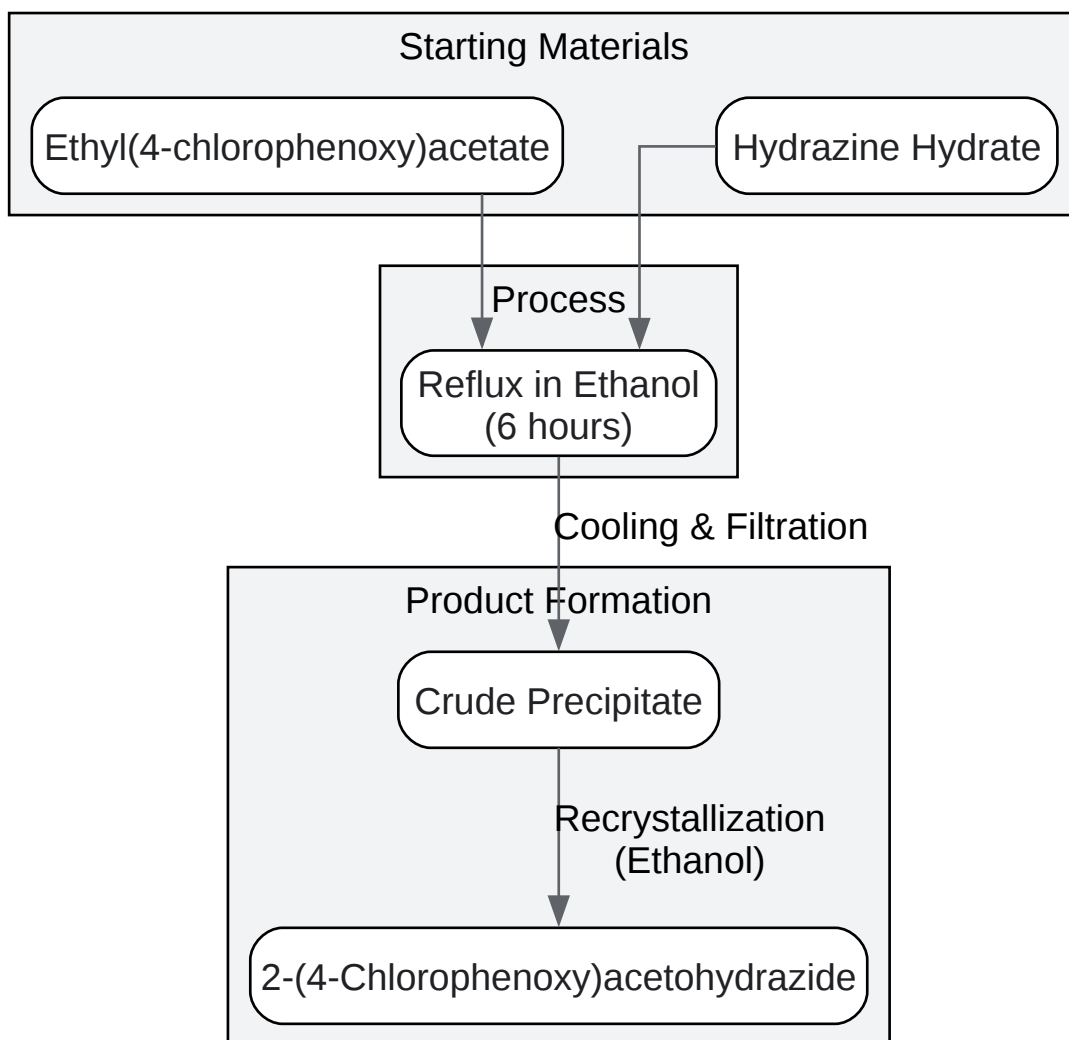 Starting Materials
Ethyl(4-chlorophenoxy)acetate
Hydrazine Hydrate
Process
Reflux in Ethanol
(6 hours)
Cooling & Filtration
Product Formation
Crude Precipitate
Recrystallization
(Ethanol)
2-(4-Chlorophenoxy)acetohydrazide